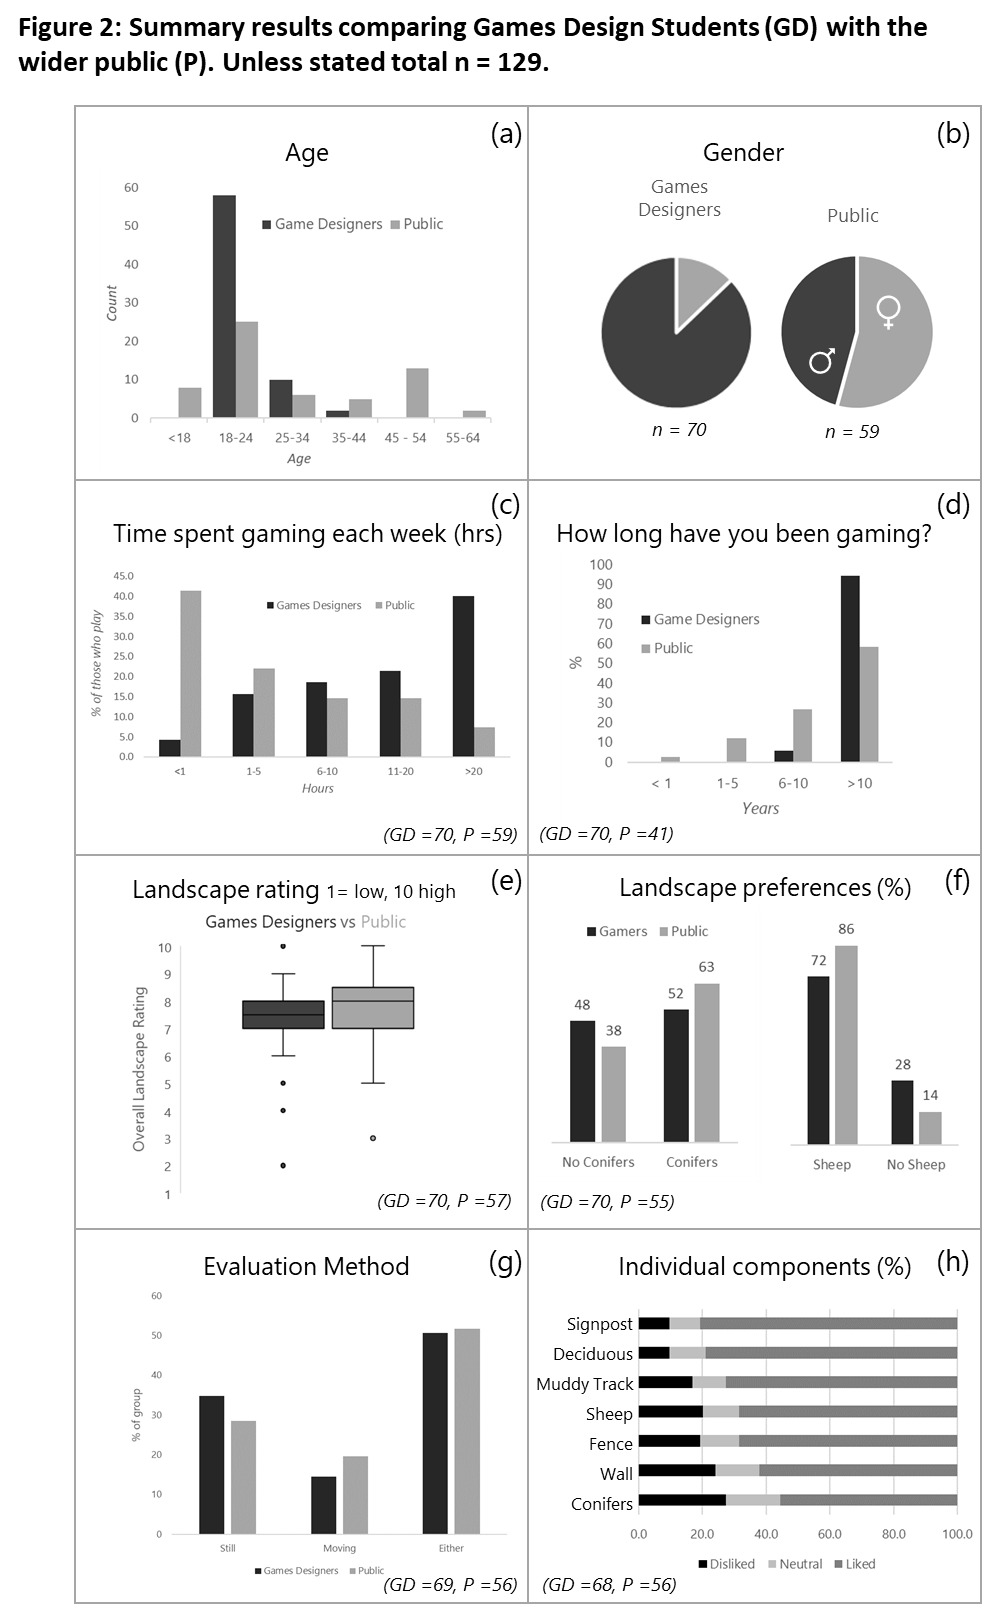 Figure 2: Summary results comparing Games Design Students (GD) with the
wider public (P). Unless stated total n = 129.
(a)
Age
60
50
40
30
20
10
0
Count
Game Designers Public
<18 18-24 25-34 35-44 45 - 54 55-64
Age
(b)
Gender
Games
Designers
Public
♀
♂
n = 70
n = 59
(c)
Time spent gaming each week (hrs)
45.0
40.0
35.0
30.0
25.0
20.0
15.0
10.0
5.0
0.0
% of those who play
Games Designers Public
<1 1-5 6-10 11-20 >20
Hours
(GD =70, P =59)
(d)
How long have you been gaming?
100
90
80
70
60
50
40
30
20
10
0
%
Game Designers
Public
< 1 1-5 6-10 >10
Years
(GD =70, P =41)
(e)
Landscape rating 1= low, 10 high
Games Designers vs Public
10
9
8
7
6
5
4
3
2
1
Overall Landscape Rating
(GD =70, P =57)
(f)
Landscape preferences (%)
Gamers Public
48
38
52
63
72
86
28
14
No Conifers Conifers Sheep No Sheep
(GD =70, P =55)
(g)
Evaluation Method
60
50
40
30
20
10
0
% of group
Still Moving Either
Games Designers Public
(GD =69, P =56)
(h)
Individual components (%)
Signpost
Deciduous
Muddy Track
Sheep
Fence
Wall
Conifers
0.0 20.0 40.0 60.0 80.0 100.0
Disliked Neutral Liked
(GD =68, P =56)